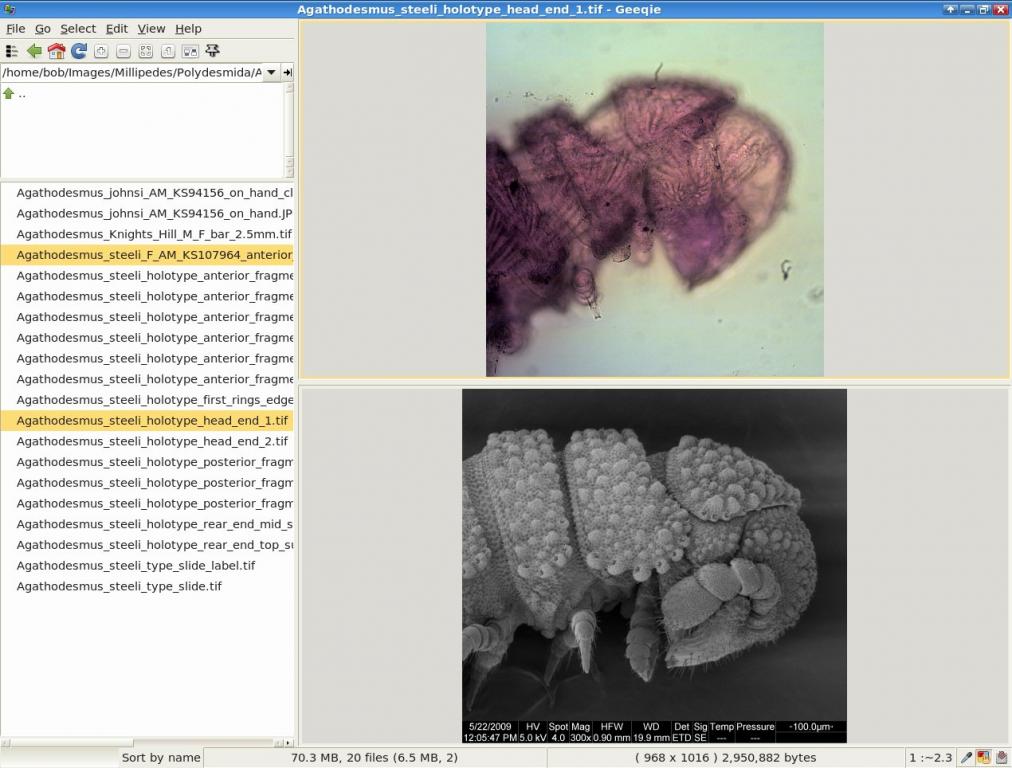 Agathodesmus_steeli_holotype_head_end_1.tif - Geeqie
File Go Select Edit View Help
/home/bob/Images/Millipedes/Polydesmida/A
..
Agathodesmus_johnsi_AM_KS94156_on_hand_cl
Agathodesmus_johnsi_AM_KS94156_on_hand.JP
Agathodesmus_Knights_Hill_M_F_bar_2.5mm.tif
Agathodesmus_steeli_F_AM_KS107964_anterior_
Agathodesmus_steeli_holotype_anterior_fragme
Agathodesmus_steeli_holotype_anterior_fragme
Agathodesmus_steeli_holotype_anterior_fragme
Agathodesmus_steeli_holotype_anterior_fragme
Agathodesmus_steeli_holotype_anterior_fragme
Agathodesmus_steeli_holotype_anterior_fragme
Agathodesmus_steeli_holotype_first_rings_edge
Agathodesmus_steeli_holotype_head_end_1.tif
Agathodesmus_steeli_holotype_head_end_2.tif
Agathodesmus_steeli_holotype_posterior_fragm
Agathodesmus_steeli_holotype_posterior_fragm
Agathodesmus_steeli_holotype_posterior_fragm
Agathodesmus_steeli_holotype_rear_end_mid_s
Agathodesmus_steeli_holotype_rear_end_top_su
Agathodesmus_steeli_type_slide_label.tif
Agathodesmus_steeli_type_slide.tif
5/22/2009 HV Spot Mag HFW WD Det Sig Temp Pressure -100.0µm-
12:05:47 PM 5.0 kV 4.0 300x 0.90 mm 19.9 mm ETD SE --- ---
Sort by name 70.3 MB, 20 files (6.5 MB, 2) ( 968 x 1016 ) 2,950,882 bytes 1 :~2.3